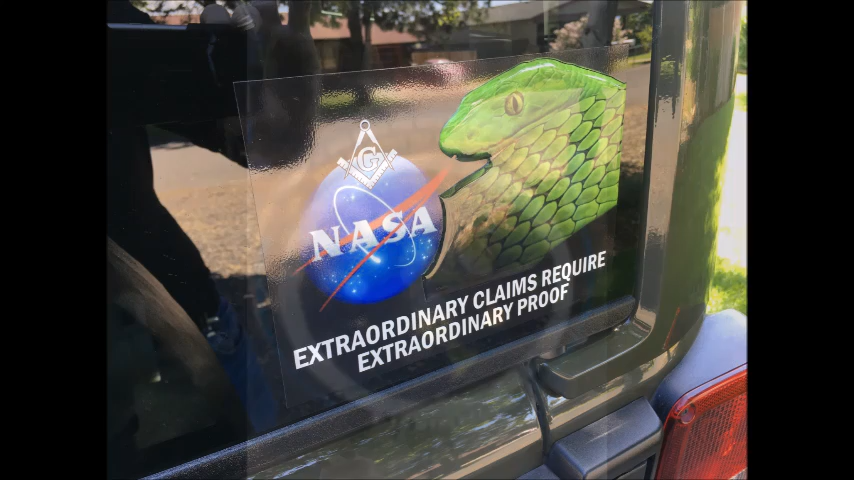 G
NASA
EXTRAORDINARY CLAIMS REQUIRE
EXTRAORDINARY PROOF